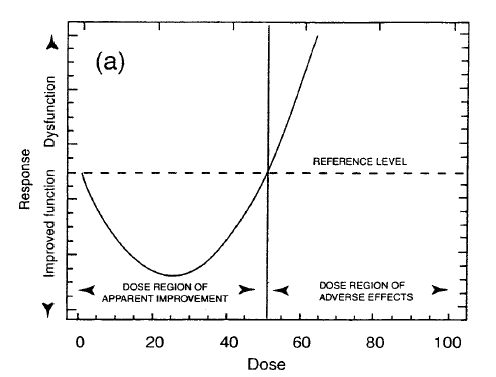 (a)
Dysfunction
Response
Improved function
REFERENCE LEVEL
DOSE REGION OF
APPARENT IMPROVEMENT
DOSE REGION OF
ADVERSE EFFECTS
0 20 40 60 80 100
Dose